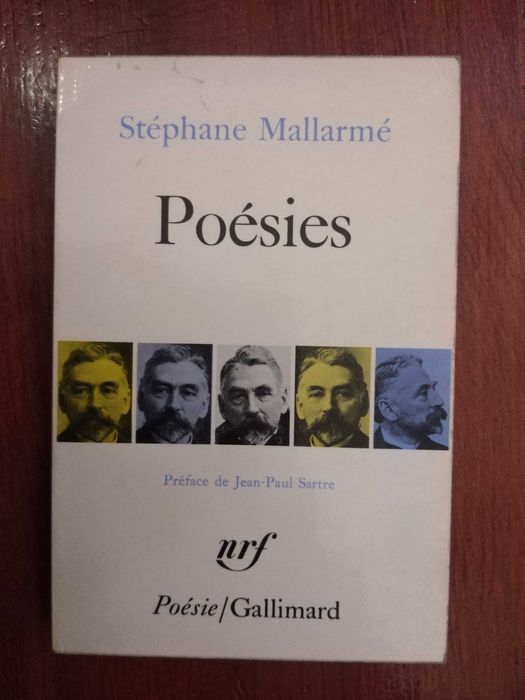 Stéphane Mallarmé
Poésies
Préface de Jean-Paul Sartre
nrf
Poésie/Gallimard